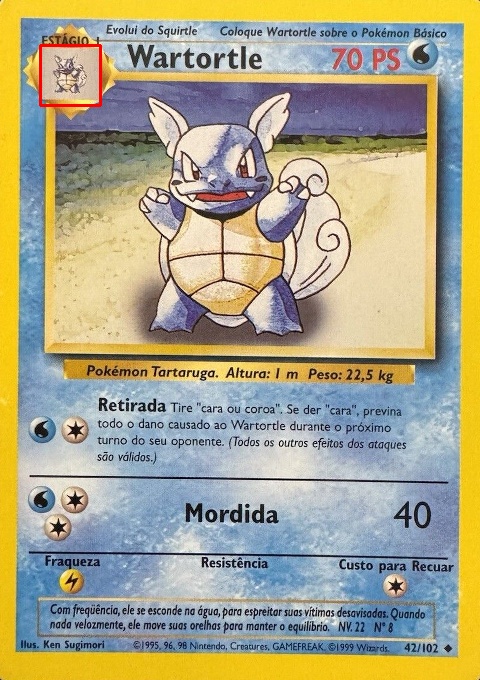 Evolui do Squirtle Coloque Wartortle sobre o Pokémon Básico
ESTÁGIO 1
Wartortle 70 PS
Pokémon Tartaruga. Altura: 1 m Peso: 22,5 kg
Retirada Tire "cara ou coroa". Se der "cara", previna
todo o dano causado ao Wartortle durante o próximo
turno do seu oponente. (Todos os outros efeitos dos ataques
são válidos.)
Mordida 40
Fraqueza Resistência Custo para Recuar
Com freqüência, ele se esconde na água, para espreitar suas vítimas desavisadas. Quando
nada velozmente, ele move suas orelhas para manter o equilíbrio. NV. 22 N° 8
Ilus. Ken Sugimori ©1995, 96, 98 Nintendo, Creatures, GAMEFREAK. ©1999 Wizards. 42/102